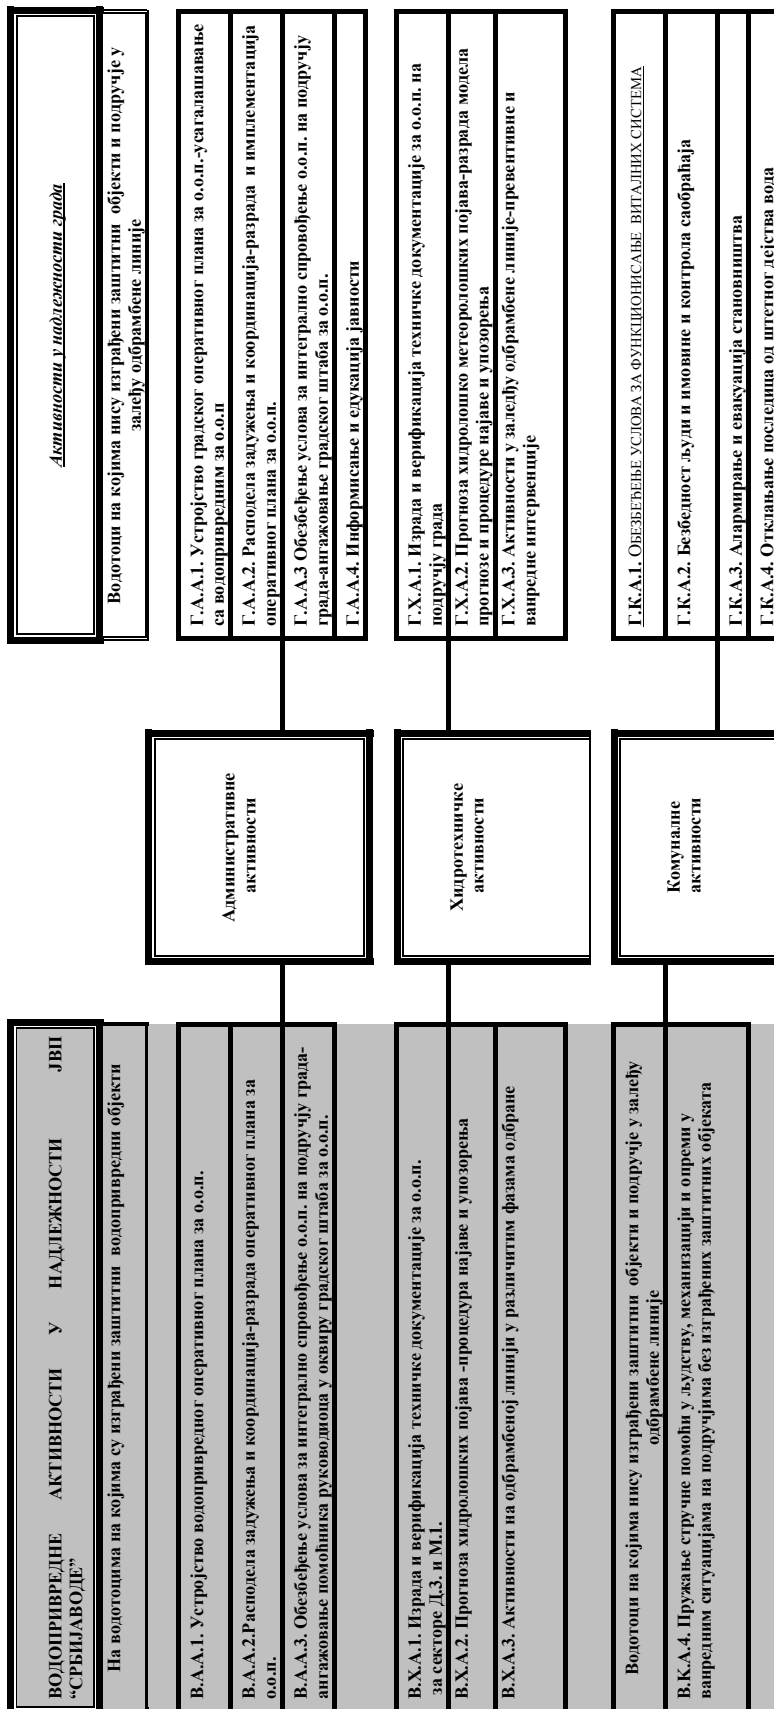 ВОДОПРИВРЕДНЕ АКТИВНОСТИ У НАДЛЕЖНОСТИ ЈВП
“СРБИЈАВОДЕ”
На водотоцима на којима су изграђени заштитни водопривредни објекти
В.А.А.1. Устројство водопривредног оперативног плана за о.о.п.
В.А.А.2.Расподела задужења и координација-разрада оперативног плана за
о.о.п.
В.А.А.3. Обезбеђење услова за интегрално спровођење о.о.п. на подручју града-
ангажовање помоћника руководиоца у оквиру градског штаба за о.о.п.
В.Х.А.1. Израда и верификација техничке документације за о.о.п.
за секторе Д.3. и М.1.
В.Х.А.2. Прогноза хидролошких појава -процедура најаве и упозорења
В.Х.А.3. Активности на одбрамбеној линији у различитим фазама одбране
Водотоци на којима нису изграђени заштитни објекти и подручје у залеђу
одбрамбене линије
В.К.А.4. Пружање стручне помоћи у људству, механизацији и опреми у
ванредним ситуацијама на подручјима без изграђених заштитних објеката
Административне
активности
Хидротехничке
активности
Комуналне
активности
Активности у надлежности града
Водотоци на којима нису изграђени заштитни објекти и подручје у
залеђу одбрамбене линије
Г.А.А.1. Устројство градског оперативног плана за о.о.п.-усагалашавање
са водопривредним за о.о.п
Г.А.А.2. Расподела задужења и координација-разрада и имплементација
оперативног плана за о.о.п.
Г.А.А.3 Обезбеђење услова за интегрално спровођење о.о.п. на подручју
града-ангажовање градског штаба за о.о.п.
Г.А.А.4. Информисање и едукација јавности
Г.Х.А.1. Израда и верификација техничке документације за о.о.п. на
подручју града
Г.Х.А.2. Прогноза хидролошко метеоролошких појава-разрада модела
прогнозе и процедуре најаве и упозорења
Г.Х.А.3. Активности у заледђу одбрамбене линије-превентивне и
ванредне интервенције
Г.К.А.1. ОБЕЗБЕЂЕЊЕ УСЛОВА ЗА ФУНКЦИОНИСАЊЕ ВИТАЛНИХ СИСТЕМА
Г.К.А.2. Безбедност људи и имовине и контрола саобраћаја
Г.К.А.3. Алармирање и евакуација становништва
Г.К.А.4. Отклањање последица од штетног дејства вода